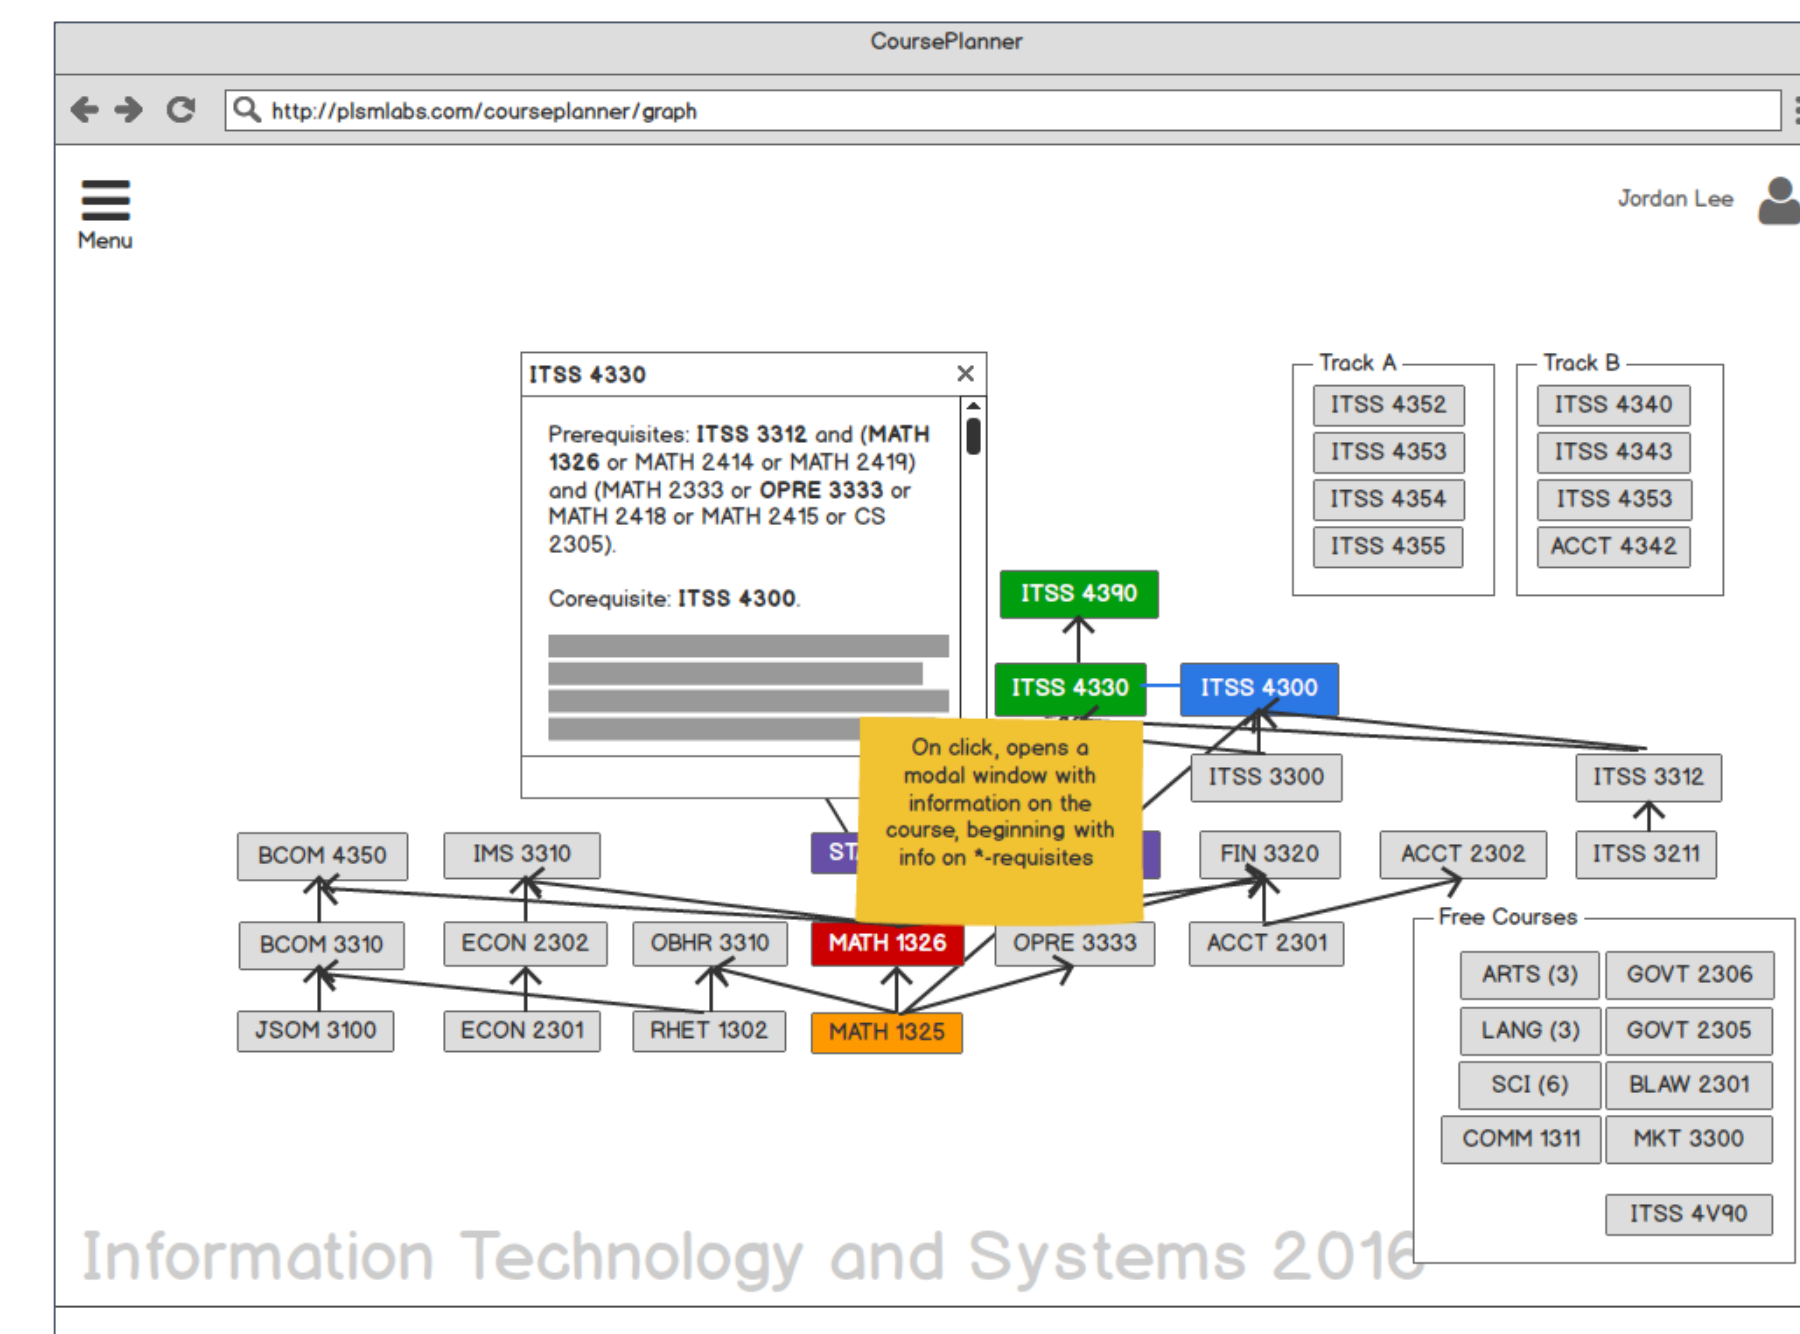 CoursePlanner
http://plsmlabs.com/courseplanner/graph
Menu
Jordan Lee
ITSS 4330
Prerequisites: ITSS 3312 and (MATH
1326 or MATH 2414 or MATH 2419)
and (MATH 2333 or OPRE 3333 or
MATH 2418 or MATH 2415 or CS
2305).
Corequisite: ITSS 4300.
Track A
ITSS 4352
ITSS 4353
ITSS 4354
ITSS 4355
Track B
ITSS 4340
ITSS 4343
ITSS 4353
ACCT 4342
ITSS 4390
ITSS 4330
ITSS 4300
On click, opens a
modal window with
information on the
course, beginning with
info on *-requisites
ITSS 3300
ITSS 3312
BCOM 4350
IMS 3310
FIN 3320
ACCT 2302
ITSS 3211
BCOM 3310
ECON 2302
OBHR 3310
MATH 1326
OPRE 3333
ACCT 2301
JSOM 3100
ECON 2301
RHET 1302
MATH 1325
Free Courses
ARTS (3)
GOVT 2306
LANG (3)
GOVT 2305
SCI (6)
BLAW 2301
COMM 1311
MKT 3300
ITSS 4V90
Information Technology and Systems 2016